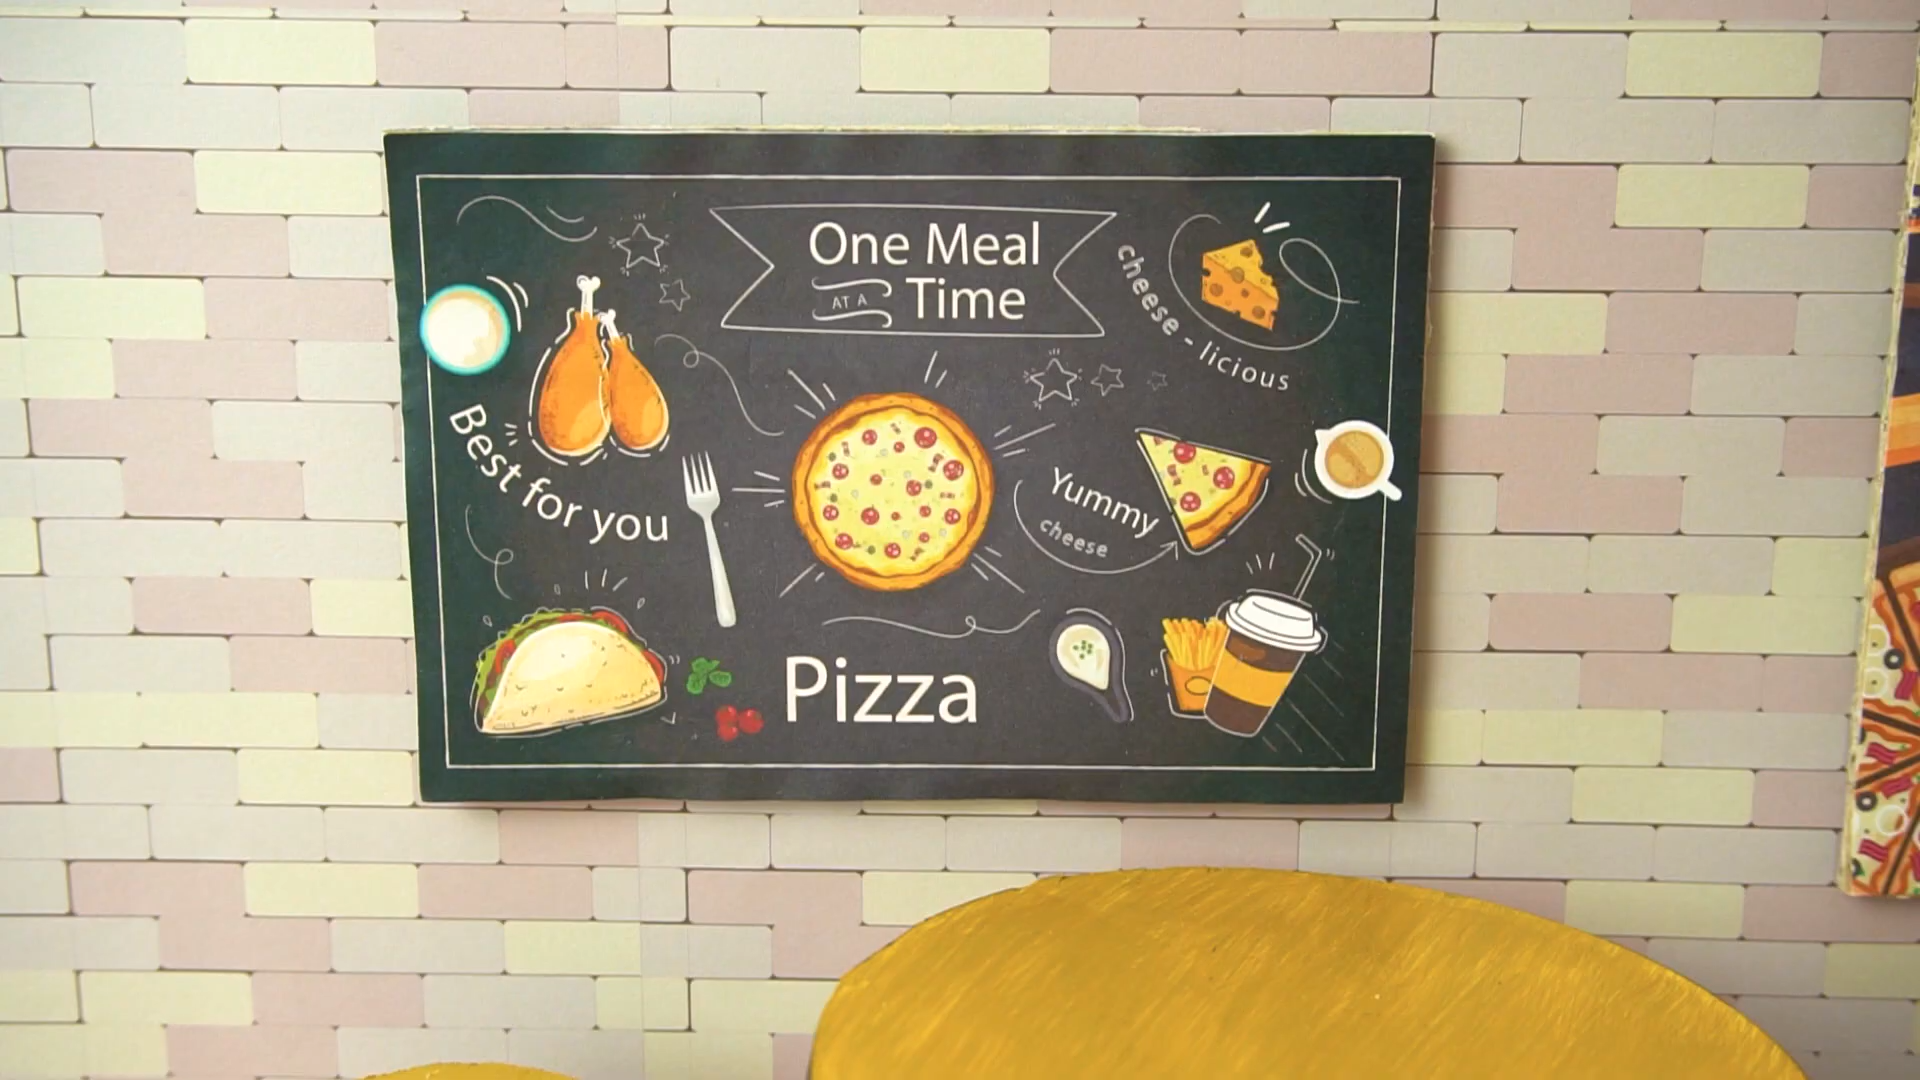 One Meal
AT A Time
cheese - licious
Best for you
Yummy
cheese
Pizza